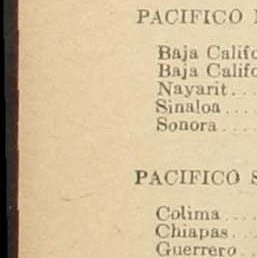 PACIFICO
Baja Califo
Baja Califo
Nayarit...
Sinaloa....
Sonora....
PACIFICO S
Colima....
Chiapas..
Guerrero..